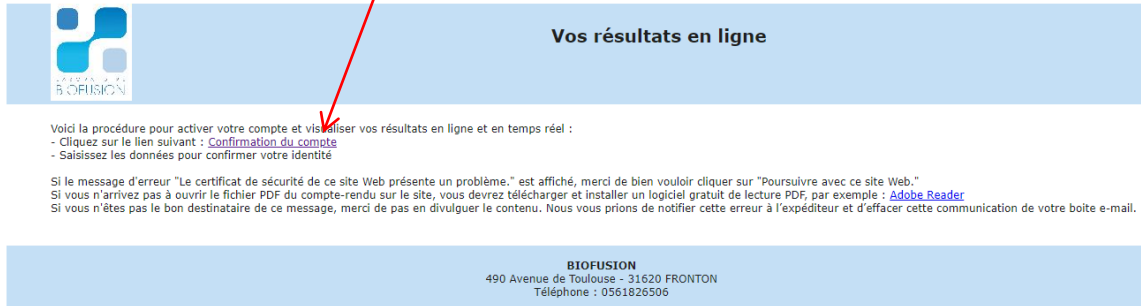 Vos résultats en ligne
BIOFUSION
Voici la procédure pour activer votre compte et visualiser vos résultats en ligne et en temps réel :
- Cliquez sur le lien suivant : Confirmation du compte
- Saisissez les données pour confirmer votre identité
Si le message d'erreur "Le certificat de sécurité de ce site Web présente un problème." est affiché, merci de bien vouloir cliquer sur "Poursuivre avec ce site Web."
Si vous n'arrivez pas à ouvrir le fichier PDF du compte-rendu sur le site, vous devrez télécharger et installer un logiciel gratuit de lecture PDF, par exemple : Adobe Reader
Si vous n'êtes pas le bon destinataire de ce message, merci de pas en divulguer le contenu. Nous vous prions de notifier cette erreur à l'expéditeur et d'effacer cette communication de votre boite e-mail.
BIOFUSION
490 Avenue de Toulouse - 31620 FRONTON
Téléphone : 0561826506